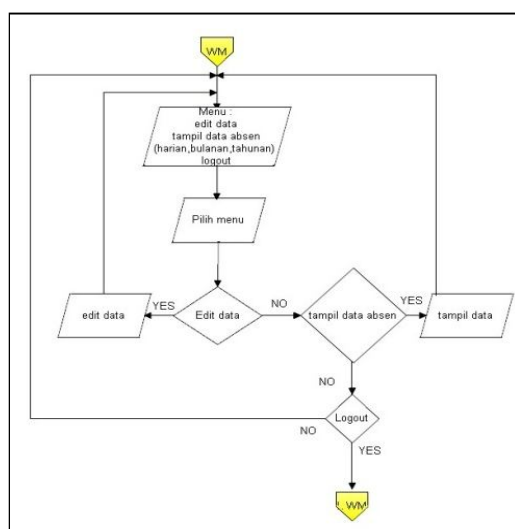 WM
Menu :
edit data
tampil data absen
(harian,bulanan,tahunan)
logout
Pilih menu
edit data
YES
Edit data
NO
tampil data absen
YES
tampil data
NO
Logout
NO
YES
WM